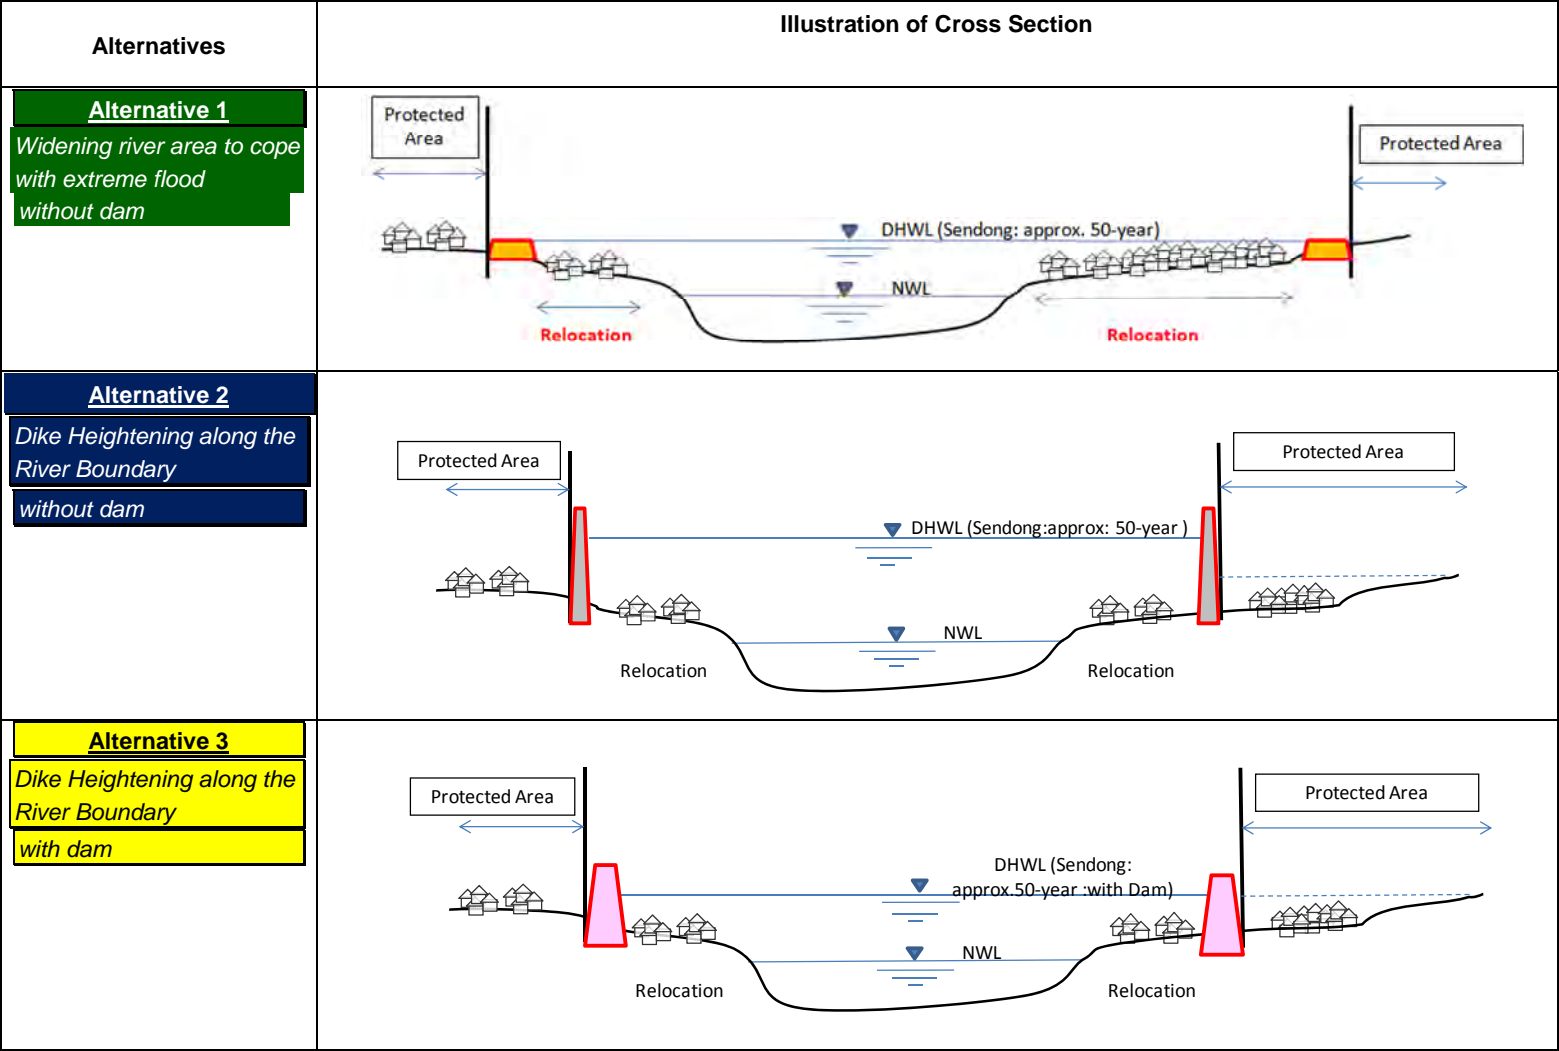 Alternatives
Illustration of Cross Section
Alternative 1
Widening river area to cope
with extreme flood
without dam
Protected
Area
Protected Area
DHWL (Sendong: approx. 50-year)
NWL
Relocation
Relocation
Alternative 2
Dike Heightening along the
River Boundary
without dam
Protected Area
Protected Area
DHWL (Sendong:approx: 50-year )
NWL
Relocation
Relocation
Alternative 3
Dike Heightening along the
River Boundary
with dam
Protected Area
Protected Area
DHWL (Sendong:
approx.50-year :with Dam)
NWL
Relocation
Relocation